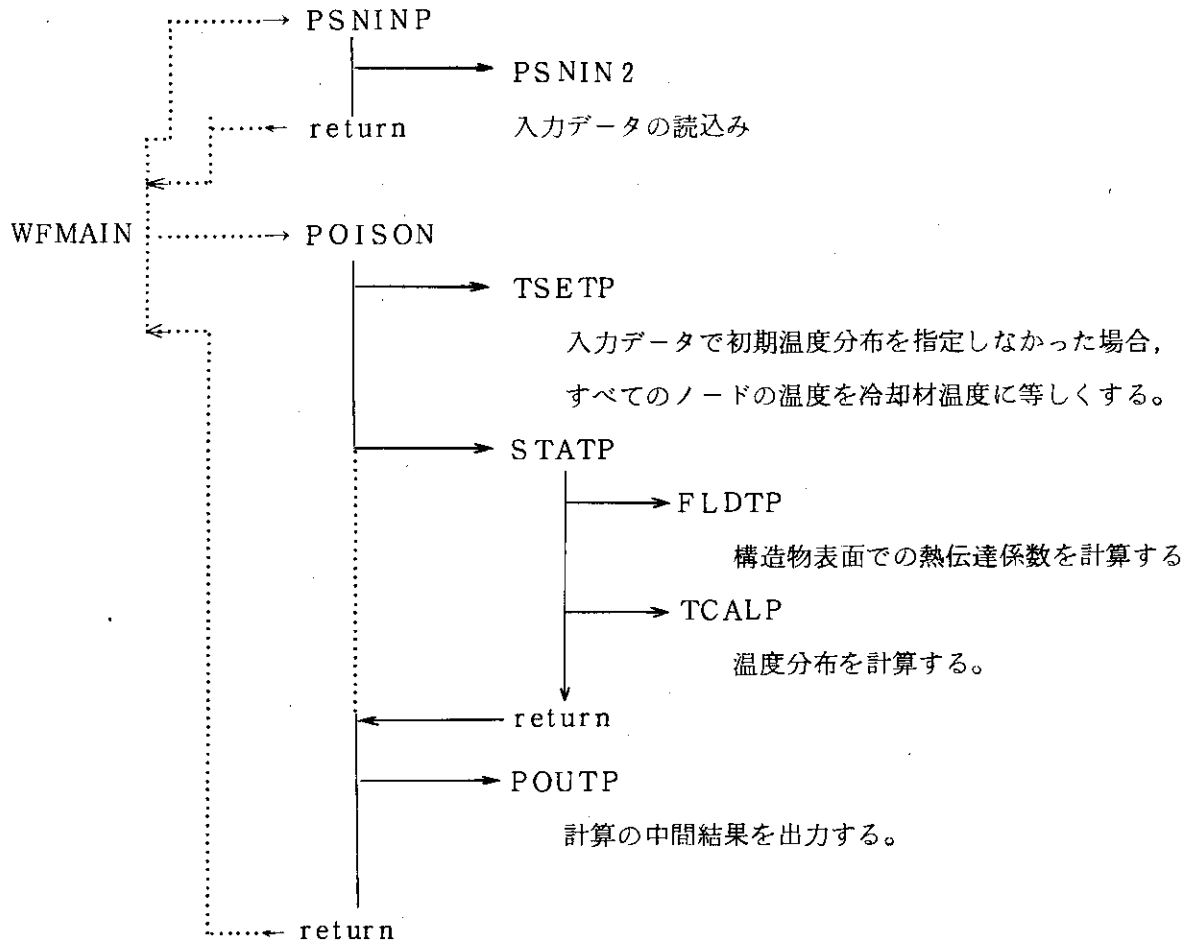 PSNINP
PSNIN2
return
入力データの読込み
WFMAIN
POISON
TSETP
入力データで初期温度分布を指定しなかった場合,
すべてのノードの温度を冷却材温度に等しくする。
STATP
FLDTP
構造物表面での熱伝達係数を計算する
TCALP
温度分布を計算する。
return
POUTP
計算の中間結果を出力する。
return